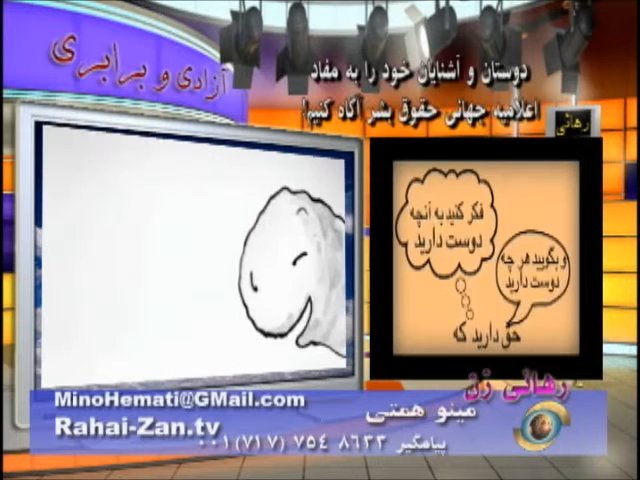 آزادی و برابری
دوستان و آشنایان خود را به مفاد
اعلامیه جهانی حقوق بشر آگاه کنیم!
رهائی
فکر کنید به آنچه
دوست دارید
و بگویید هر چه
دوست دارید
حق دارید که
رهائی زن
MinoHemati@GMail.com
مینو همتی
Rahai-Zan.tv
پیامگیر ۸۶۳۳ ۷۵۴ (۷۱۷) ۰۰۱